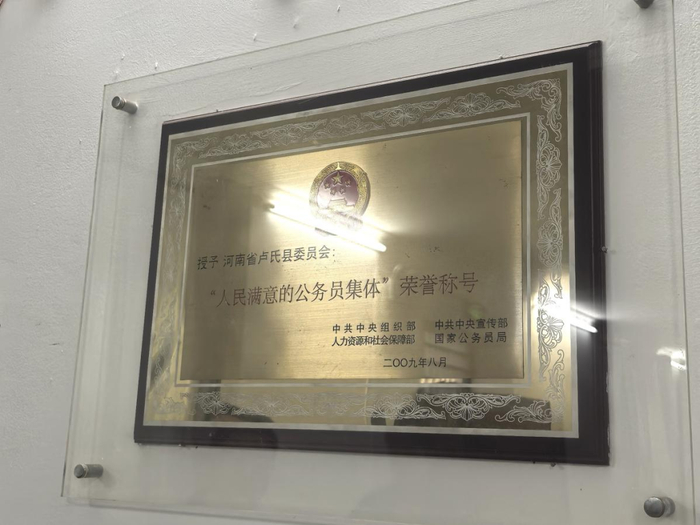 授予 河南省卢氏县委员会：
“人民满意的公务员集体”荣誉称号
中共中央组织部 中共中央宣传部
人力资源和社会保障部 国家公务员局
二〇〇九年八月